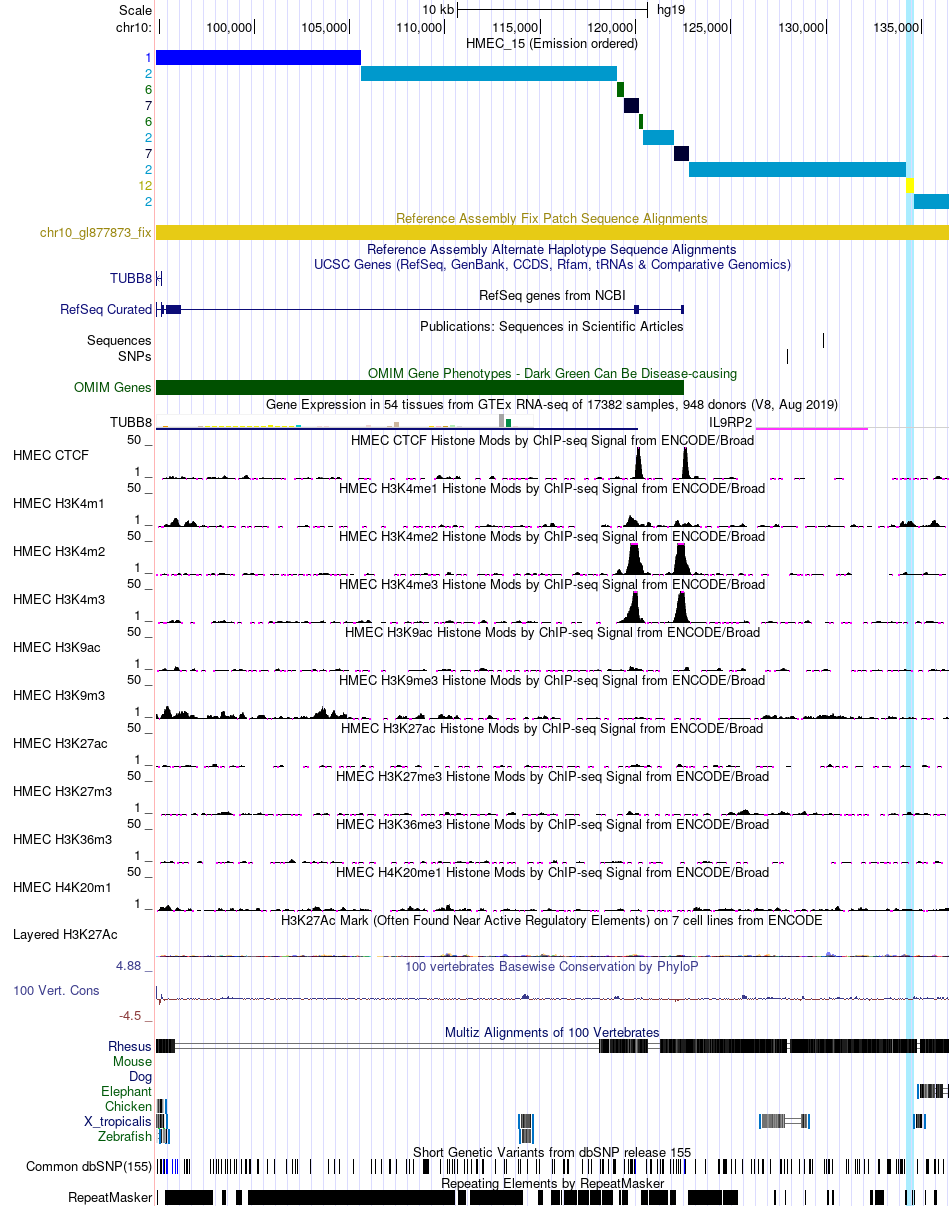 Scale 10 kb hg19
chr10: 100,000 105,000 110,000 115,000 120,000 125,000 130,000 135,000
HMEC_15 (Emission ordered)
1
2
6
7
6
2
7
2
12
2
Reference Assembly Fix Patch Sequence Alignments
chr10_gl877873_fix
Reference Assembly Alternate Haplotype Sequence Alignments
UCSC Genes (RefSeq, GenBank, CCDS, Rfam, tRNAs & Comparative Genomics)
TUBB8
RefSeq genes from NCBI
RefSeq Curated
Publications: Sequences in Scientific Articles
Sequences
SNPs
OMIM Gene Phenotypes - Dark Green Can Be Disease-causing
OMIM Genes
Gene Expression in 54 tissues from GTEx RNA-seq of 17382 samples, 948 donors (V8, Aug 2019)
TUBB8 IL9RP2
50 _ HMEC CTCF Histone Mods by ChIP-seq Signal from ENCODE/Broad
HMEC CTCF
1 _
50 _ HMEC H3K4me1 Histone Mods by ChIP-seq Signal from ENCODE/Broad
HMEC H3K4m1
1 _
50 _ HMEC H3K4me2 Histone Mods by ChIP-seq Signal from ENCODE/Broad
HMEC H3K4m2
1 _
50 _ HMEC H3K4me3 Histone Mods by ChIP-seq Signal from ENCODE/Broad
HMEC H3K4m3
1 _
50 _ HMEC H3K9ac Histone Mods by ChIP-seq Signal from ENCODE/Broad
HMEC H3K9ac
1 _
50 _ HMEC H3K9me3 Histone Mods by ChIP-seq Signal from ENCODE/Broad
HMEC H3K9m3
1 _
50 _ HMEC H3K27ac Histone Mods by ChIP-seq Signal from ENCODE/Broad
HMEC H3K27ac
1 _
50 _ HMEC H3K27me3 Histone Mods by ChIP-seq Signal from ENCODE/Broad
HMEC H3K27m3
1 _
50 _ HMEC H3K36me3 Histone Mods by ChIP-seq Signal from ENCODE/Broad
HMEC H3K36m3
1 _
50 _ HMEC H4K20me1 Histone Mods by ChIP-seq Signal from ENCODE/Broad
HMEC H4K20m1
1 _
H3K27Ac Mark (Often Found Near Active Regulatory Elements) on 7 cell lines from ENCODE
Layered H3K27Ac
4.88 _ 100 vertebrates Basewise Conservation by PhyloP
100 Vert. Cons
-4.5 _
Multiz Alignments of 100 Vertebrates
Rhesus
Mouse
Dog
Elephant
Chicken
X_tropicalis
Zebrafish
Short Genetic Variants from dbSNP release 155
Common dbSNP(155)
Repeating Elements by RepeatMasker
RepeatMasker